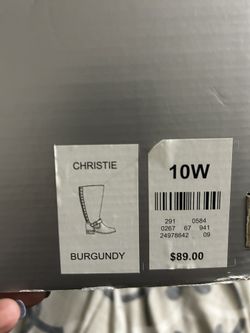 CHRISTIE
BURGUNDY
10W
291 0584
0267 67 941
24978642 09
$89.00